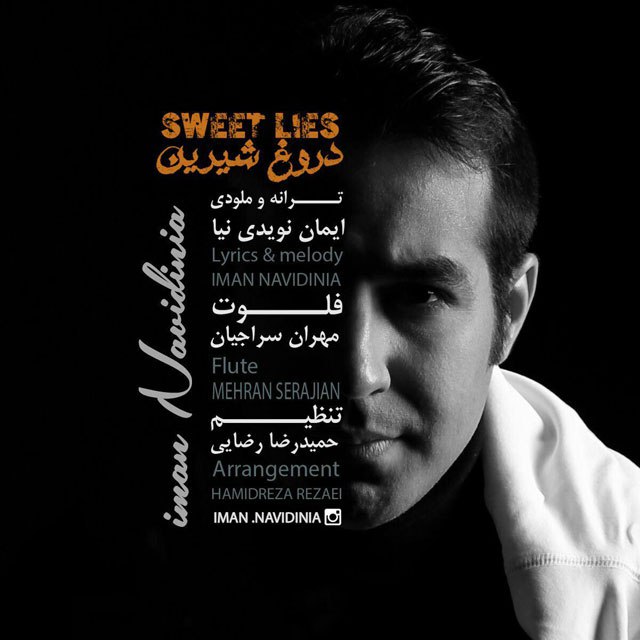 SWEET LIES
دروغ شیرین
ترانه و ملودی
ایمان نویدی نیا
Lyrics & melody
IMAN NAVIDINIA
فلوت
مهران سراجیان
Flute
MEHRAN SERAJIAN
تنظیم
حمیدرضا رضایی
Arrangement
HAMIDREZA REZAEI
IMAN .NAVIDINIA
iman Navidinia